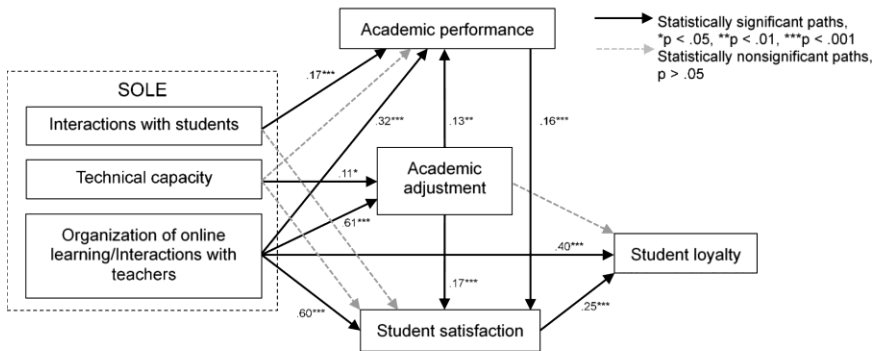 Academic performance
Statistically significant paths,
*p < .05, **p < .01, ***p < .001
Statistically nonsignificant paths,
p > .05
SOLE
.17***
Interactions with students
.32***
.13**
.16***
Technical capacity
.11*
Academic
adjustment
Organization of online
learning/Interactions with
teachers
.61***
.40***
Student loyalty
.17***
.60***
.25***
Student satisfaction